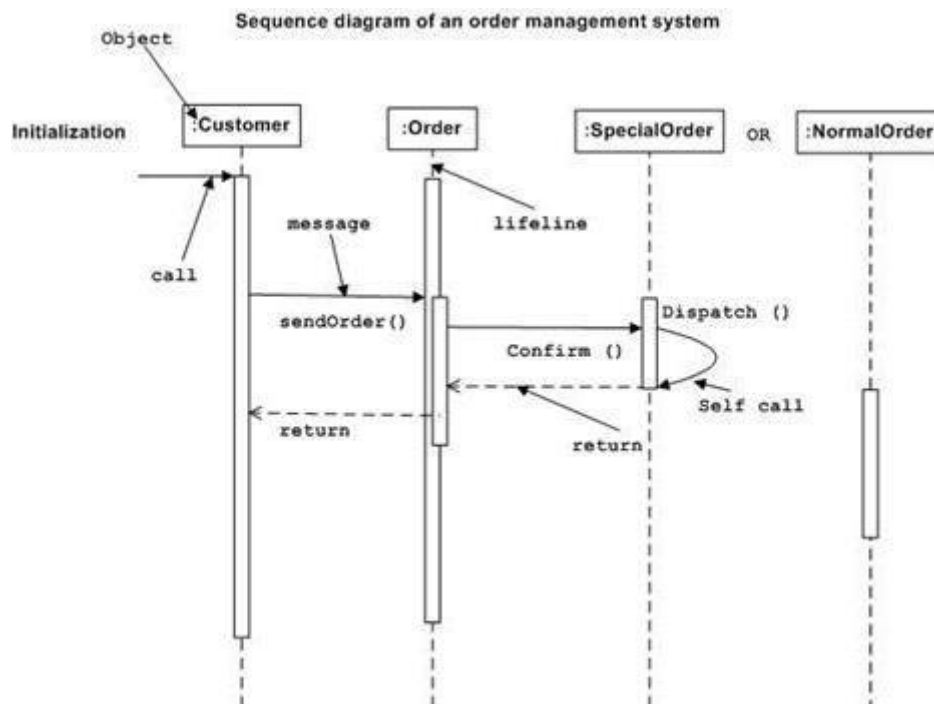 Sequence diagram of an order management system
Object
Initialization
:Customer
:Order
:SpecialOrder
OR
:NormalOrder
message
lifeline
call
sendOrder()
Dispatch ()
Confirm ()
Self call
return
return